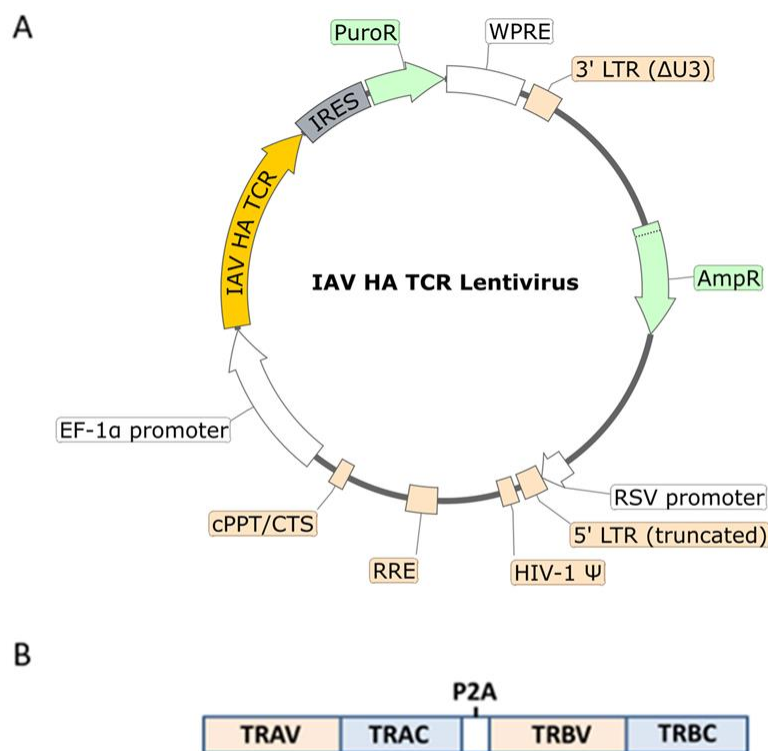 A
PuroR
WPRE
3' LTR (ΔU3)
IRES
IAV HA TCR
IAV HA TCR Lentivirus
AmpR
EF-1α promoter
RSV promoter
cPPT/CTS
5' LTR (truncated)
RRE
HIV-1 Ψ
B
P2A
TRAV TRAC TRBV TRBC